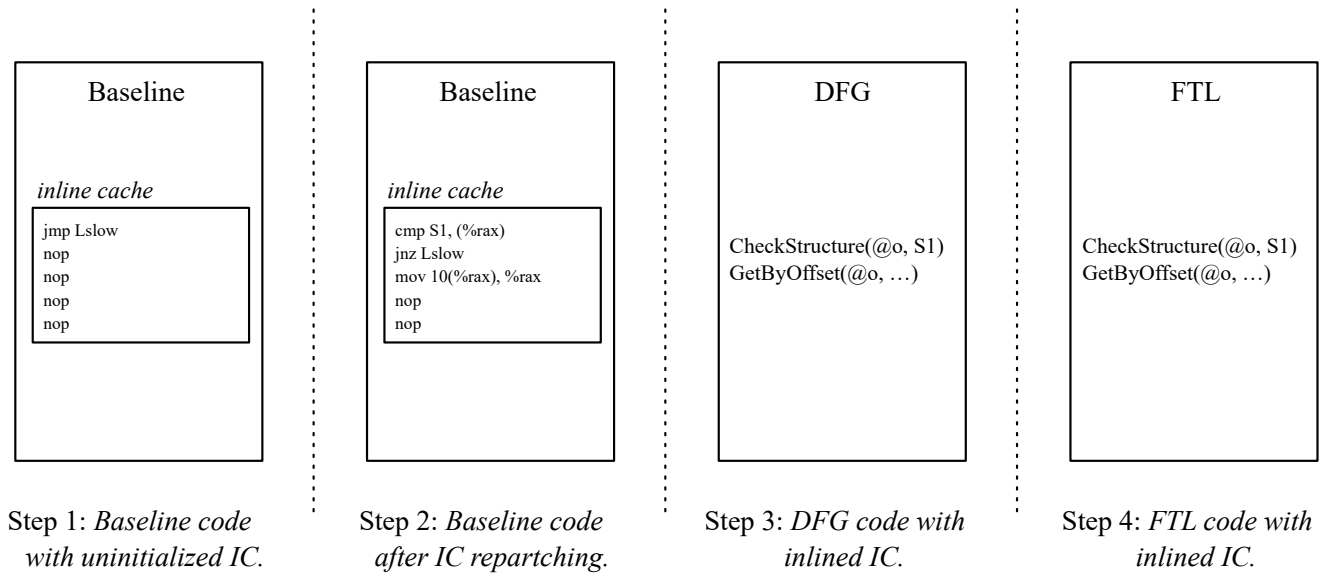 Baseline
inline cache
jmp Lslow
nop
nop
nop
nop
Step 1: Baseline code
with uninitialized IC.
Baseline
inline cache
cmp S1, (%rax)
jnz Lslow
mov 10(%rax), %rax
nop
nop
Step 2: Baseline code
after IC repartching.
DFG
CheckStructure(@o, S1)
GetByOffset(@o, …)
Step 3: DFG code with
inlined IC.
FTL
CheckStructure(@o, S1)
GetByOffset(@o, …)
Step 4: FTL code with
inlined IC.